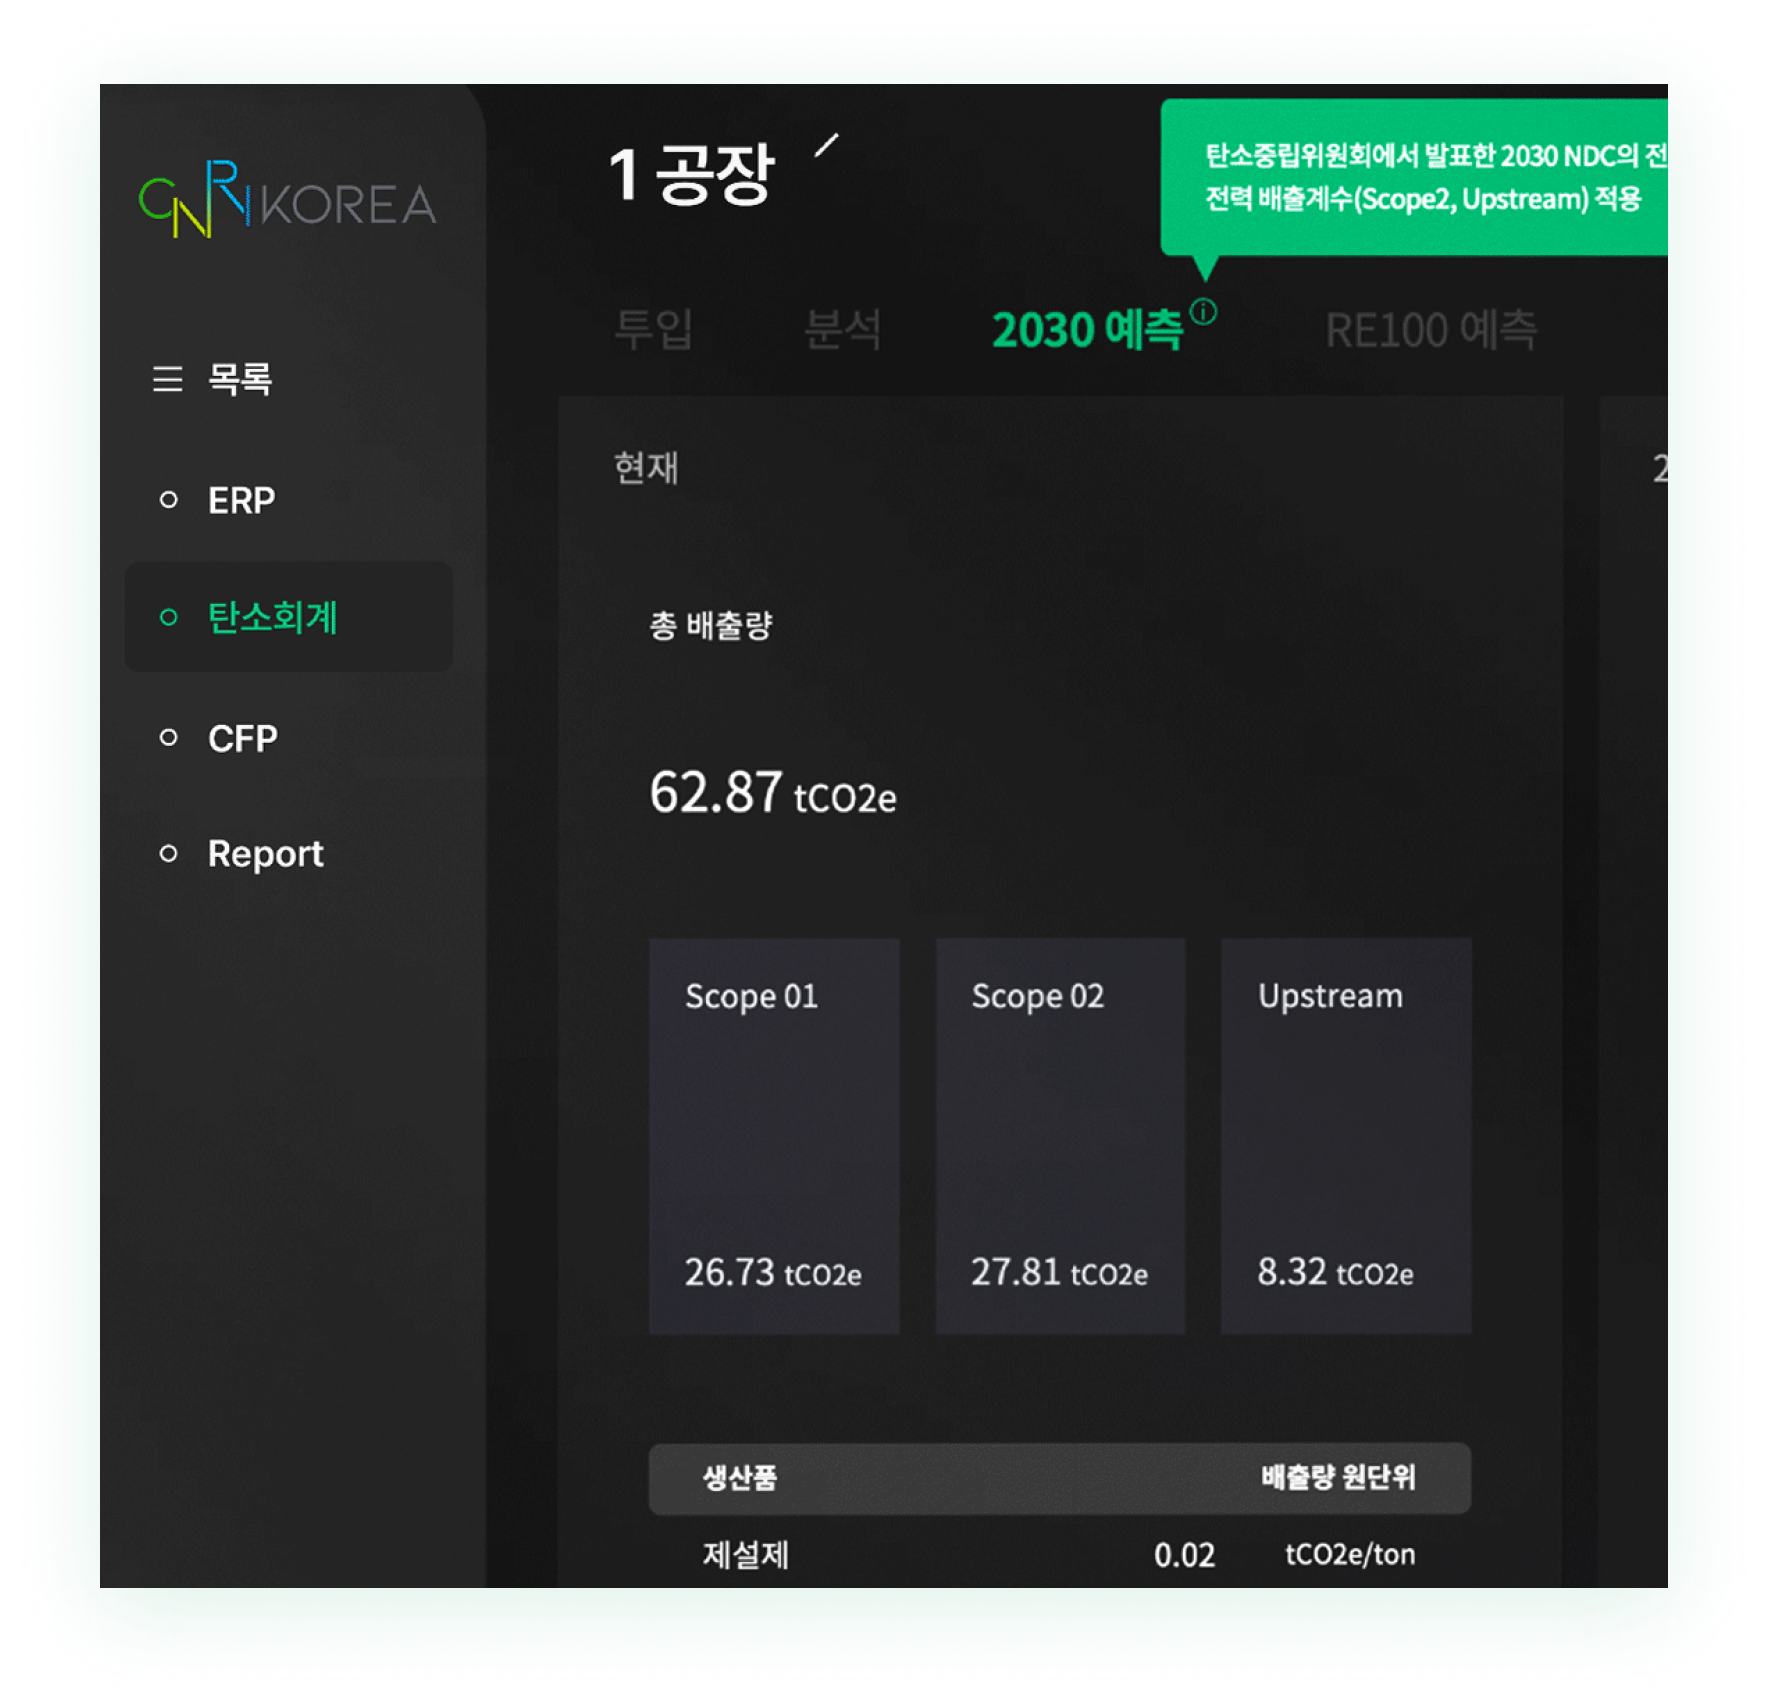 CNRI KOREA
목록
ERP
탄소회계
CFP
Report
1 공장
탄소중립위원회에서 발표한 2030 NDC의 전
전력 배출계수(Scope2, Upstream) 적용
투입 분석 2030 예측 RE100 예측
현재
2
총 배출량
62.87 tCO2e
Scope 01 Scope 02 Upstream
26.73 tCO2e 27.81 tCO2e 8.32 tCO2e
생산품 배출량 원단위
제설제 0.02 tCO2e/ton